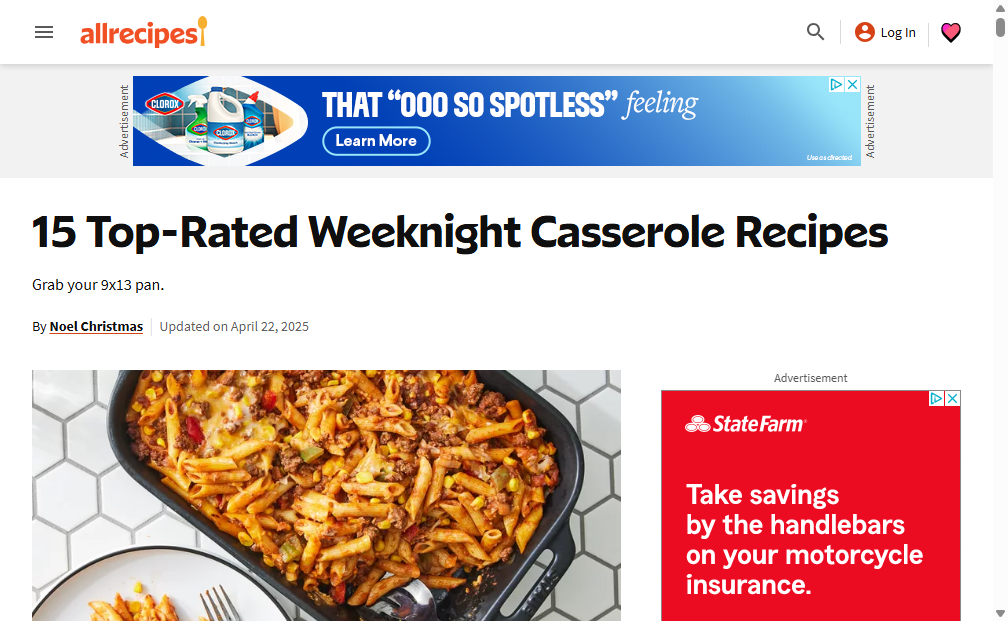 allrecipes
Log In
Advertisement
CLOROX
THAT “OOO SO SPOTLESS” feeling
Learn More
Use as directed.
Advertisement
15 Top-Rated Weeknight Casserole Recipes
Grab your 9x13 pan.
By Noel Christmas
Updated on April 22, 2025
Advertisement
StateFarm
Take savings
by the handlebars
on your motorcycle
insurance.